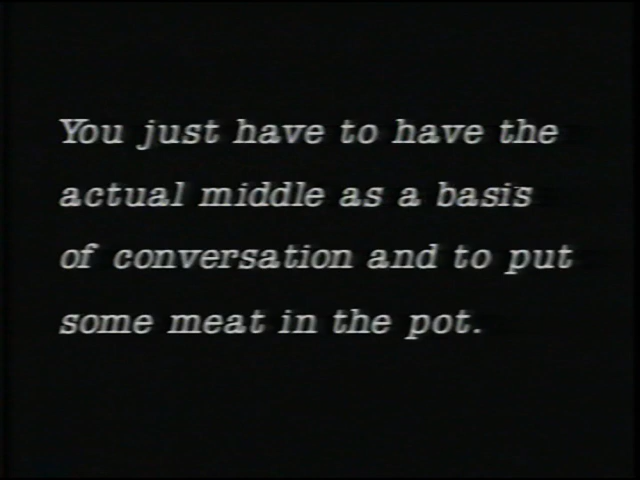 You just have to have the
actual middle as a basis
of conversation and to put
some meat in the pot.